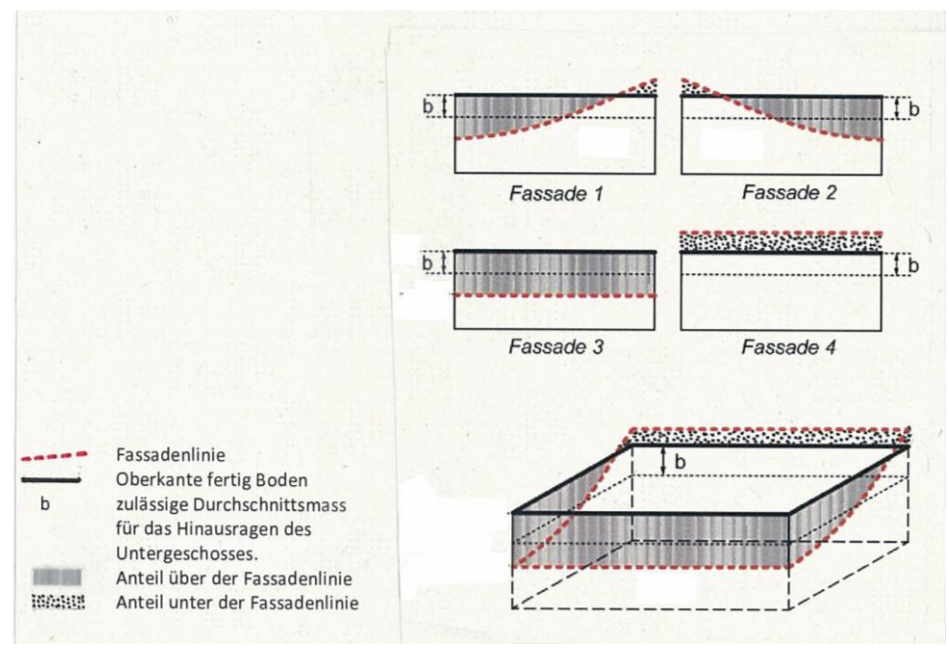 b
b
Fassade 1
Fassade 2
b
b
Fassade 3
Fassade 4
b
Fassadenlinie
Oberkante fertig Boden
b zulässige Durchschnittsmass
für das Hinausragen des
Untergeschosses.
Anteil über der Fassadenlinie
Anteil unter der Fassadenlinie